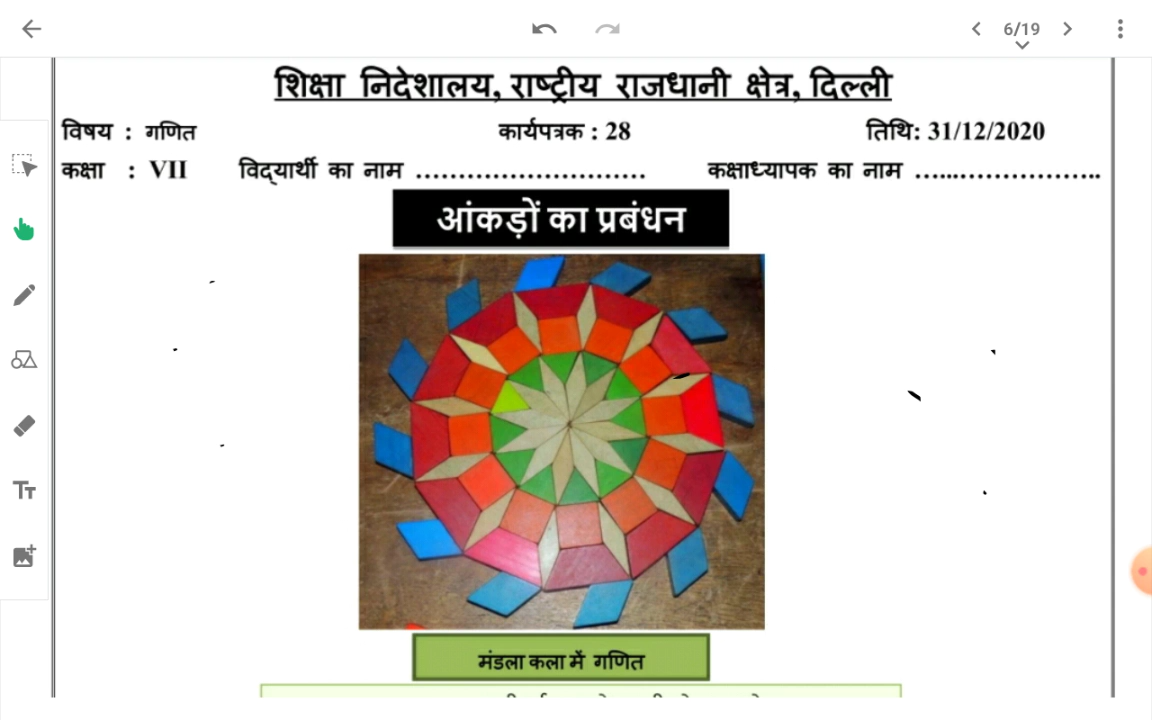 6/19
शिक्षा निदेशालय, राष्ट्रीय राजधानी क्षेत्र, दिल्ली
विषय : गणित कार्यपत्रक : 28 तिथि: 31/12/2020
कक्षा : VII विद्यार्थी का नाम ……………………… कक्षाध्यापक का नाम …...……………..
आंकड़ों का प्रबंधन
मंडला कला में गणित
Tт